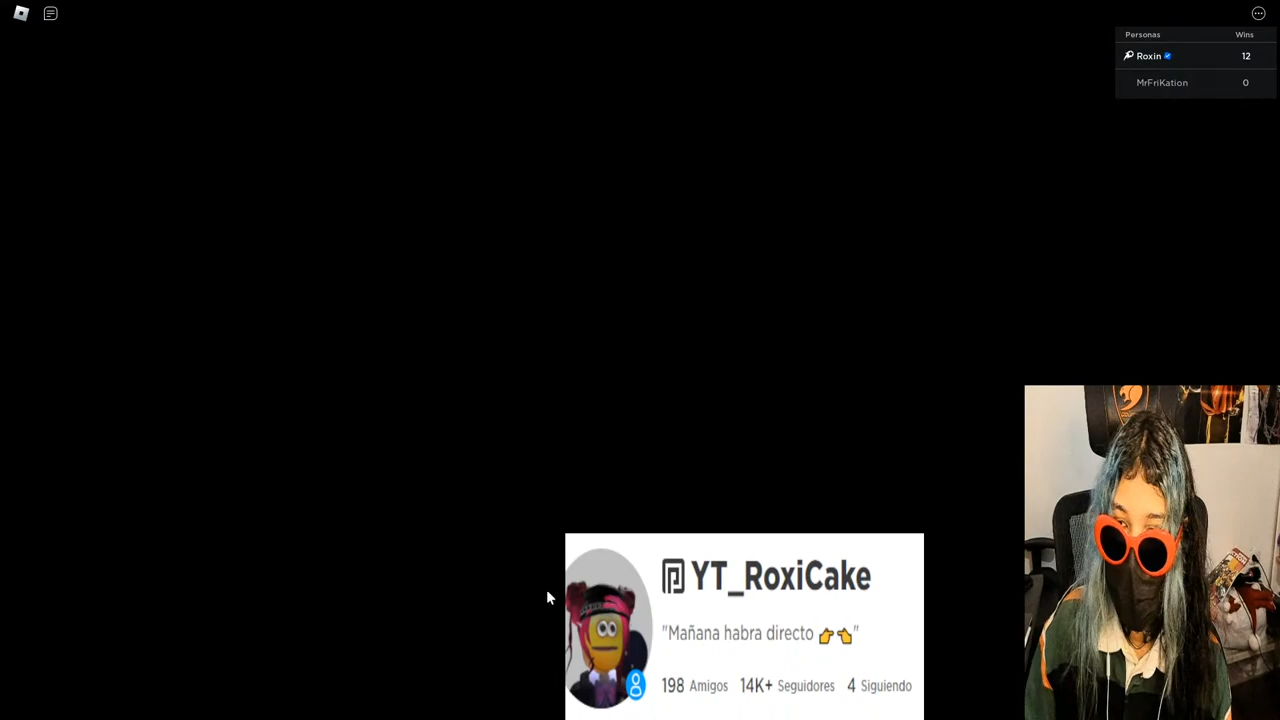 Personas Wins
Roxin 12
MrFriKation 0
YT_RoxiCake
"Mañana habra directo 👉👈"
198 Amigos 14K+ Seguidores 4 Siguiendo